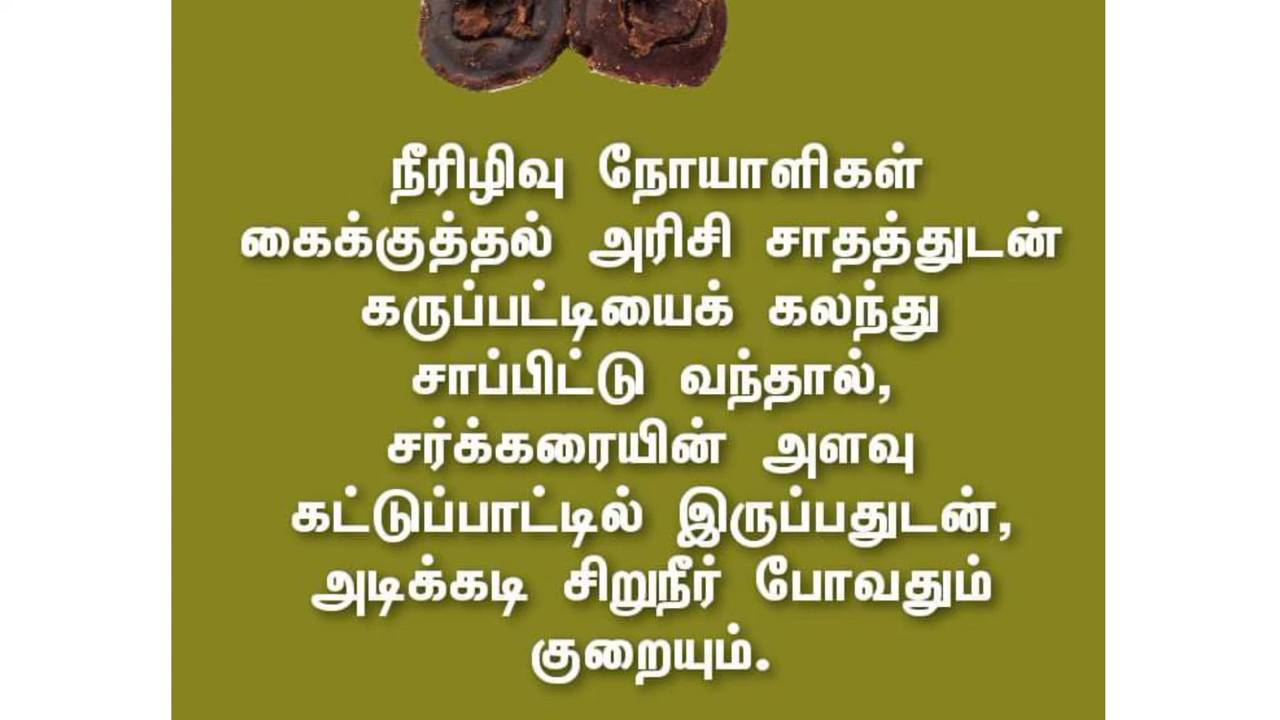 நீரிழிவு நோயாளிகள்
கைக்குத்தல் அரிசி சாதத்துடன்
கருப்பட்டியைக் கலந்து
சாப்பிட்டு வந்தால்,
சர்க்கரையின் அளவு
கட்டுப்பாட்டில் இருப்பதுடன்,
அடிக்கடி சிறுநீர் போவதும்
குறையும்.